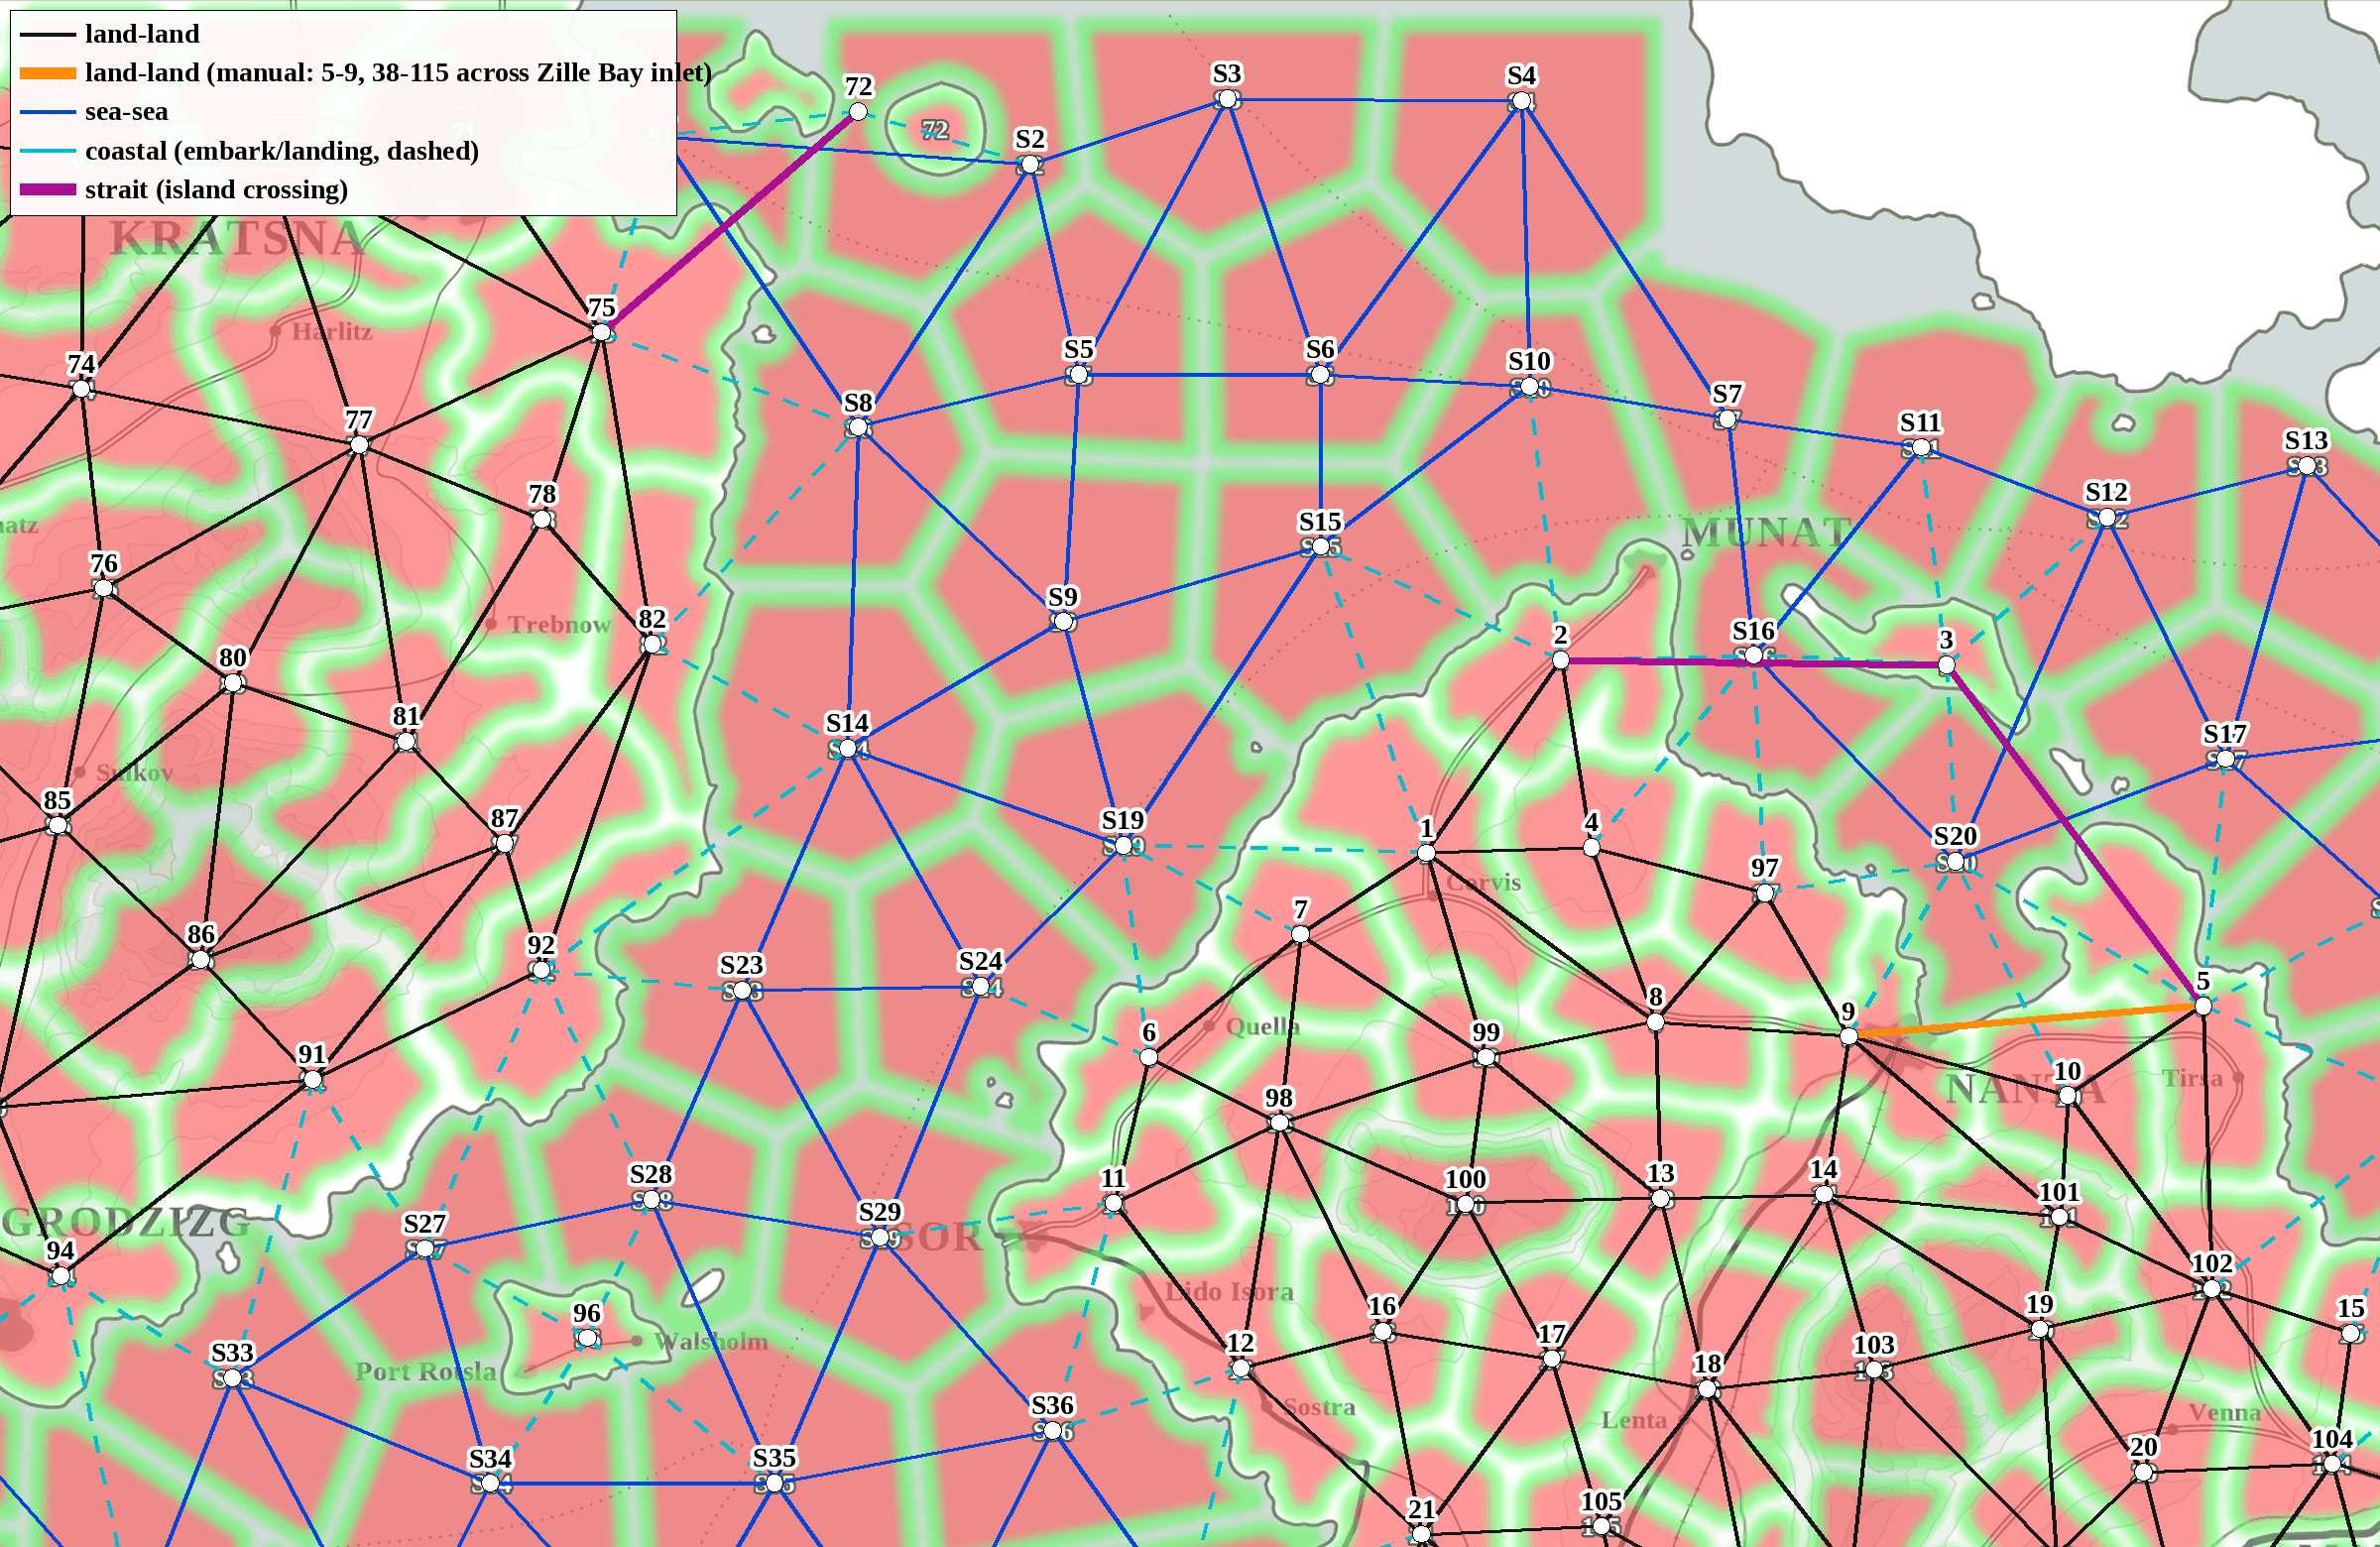 land-land
land-land (manual: 5-9, 38-115 across Zille Bay inlet)
sea-sea
coastal (embark/landing, dashed)
strait (island crossing)
S3
S4
72
72
71
S1
S2
KRATSNA
75
Harlitz
74
S5
S6
S10
S7
S8
77
S11
S13
78
S12
S15
MUNAT
76
S9
Trebnow
82
2
S16
3
80
81
S14
S17
Sulkov
85
87
S19
1
4
S20
97
Corvis
7
86
92
S23
S24
5
8
9
Quella
6
99
91
10
NANTA
Tirsa
98
S28
11
100
13
14
101
GRODZIZG
S27
S29
SOR
94
102
Lido Isora
96
Walsholm
16
19
15
Port Rotsla
S33
12
17
103
18
Sostra
S36
Lenta
Venna
S34
S35
20
104
21
105